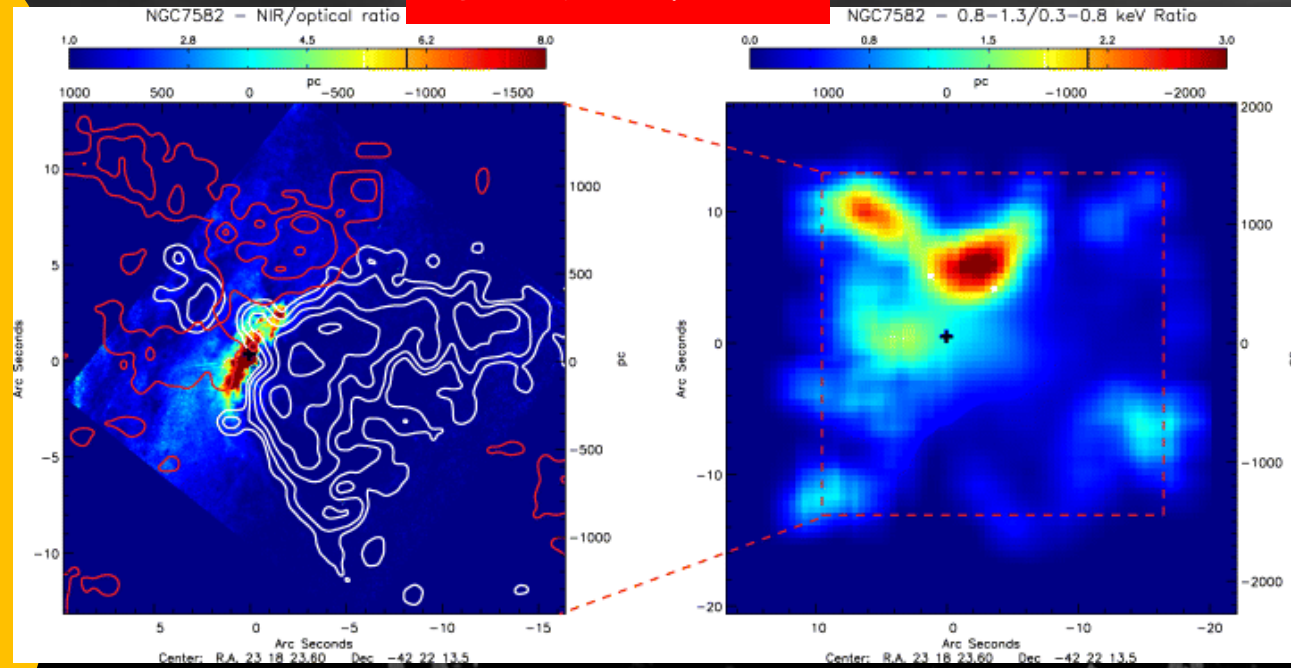 NGC7582 - NIR/optical ratio
1.0 2.8 4.5 6.2 8.0
pc
1000 500 0 -500 -1000 -1500
10
5
0
-5
-10
Arc Seconds
1000
500
0
-500
-1000
pc
5 0 -5 -10 -15
Arc Seconds
Center: R.A. 23 18 23.60 Dec -42 22 13.5
NGC7582 - 0.8-1.3/0.3-0.8 keV Ratio
0.0 0.8 1.5 2.2 3.0
pc
1000 0 -1000 -2000
10
0
-10
-20
Arc Seconds
2000
1000
0
-1000
-2000
10 0 -10 -20
Arc Seconds
Center: R.A. 23 18 23.60 Dec -42 22 13.5